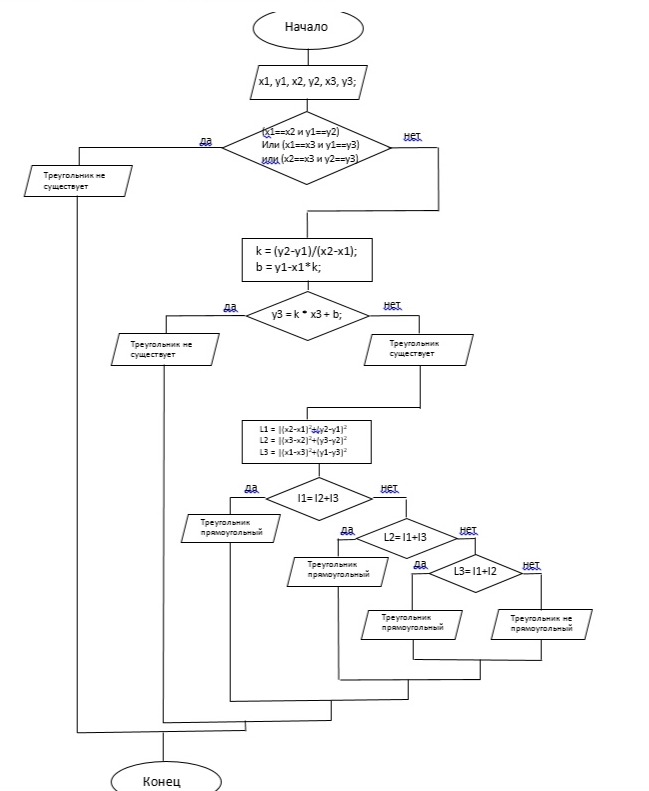 Начало
x1, y1, x2, y2, x3, y3;
да
нет
(x1==x2 и y1==y2)
Или (x1==x3 и y1==y3)
или (x2==x3 и y2==y3)
Треугольник не
существует
k = (y2-y1)/(x2-x1);
b = y1-x1*k;
да
нет
y3 = k * x3 + b;
Треугольник не
существует
Треугольник
существует
L1 = |(x2-x1)²+(y2-y1)²
L2 = |(x3-x2)²+(y3-y2)²
L3 = |(x1-x3)²+(y1-y3)²
да
нет
l1= l2+l3
Треугольник
прямоугольный
да
нет
L2= l1+l3
Треугольник
прямоугольный
да
нет
L3= l1+l2
Треугольник
прямоугольный
Треугольник не
прямоугольный
Конец